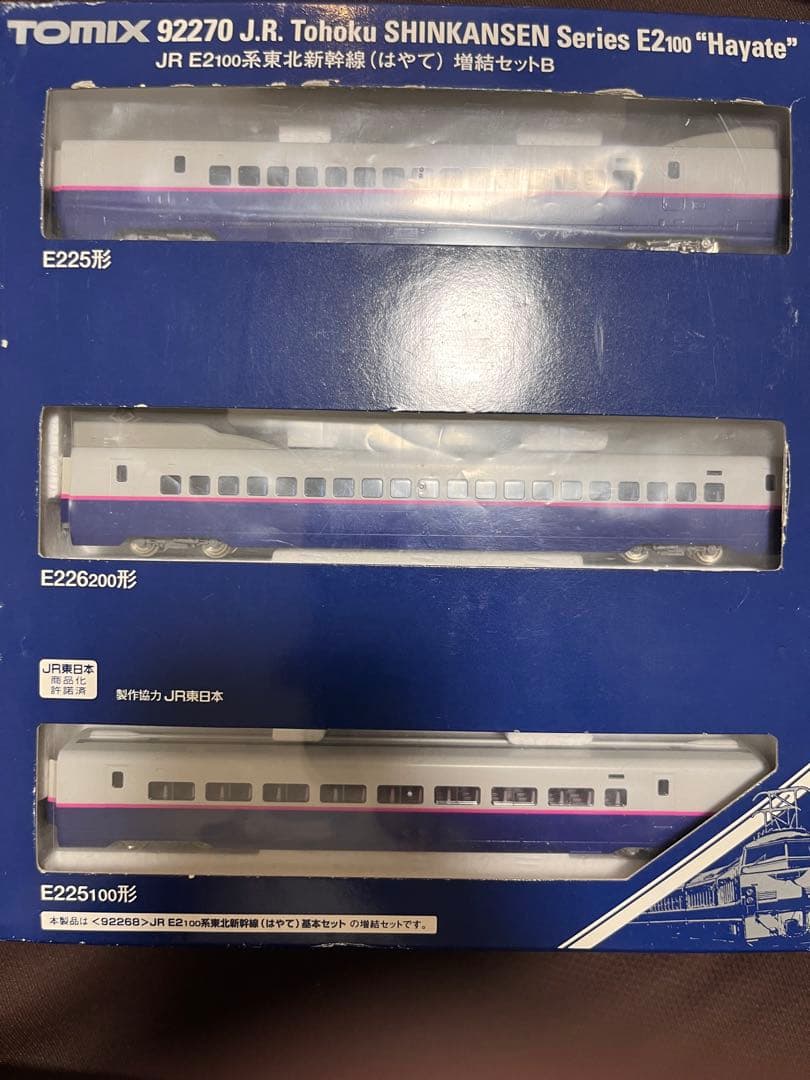 TOMIX 92270 J.R. Tohoku SHINKANSEN Series E2100 "Hayate"
JR E2100系東北新幹線(はやて) 増結セットB
E225形
E226200形
JR東日本
商品化
許諾済
製作協力 JR東日本
E225100形
本製品は <92268> JR E2100系東北新幹線(はやて)基本セット の増結セットです。